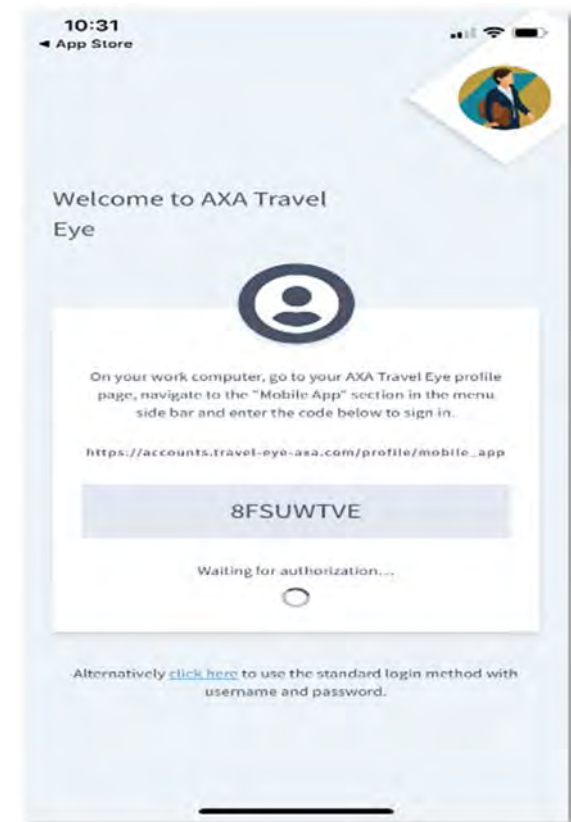 10:31
◄ App Store
Welcome to AXA Travel
Eye
On your work computer, go to your AXA Travel Eye profile
page, navigate to the "Mobile App" section in the menu
side bar and enter the code below to sign in.
https://accounts.travel-eye-axa.com/profile/mobile_app
8FSUWTVE
Waiting for authorization...
Alternatively click here to use the standard login method with
username and password.